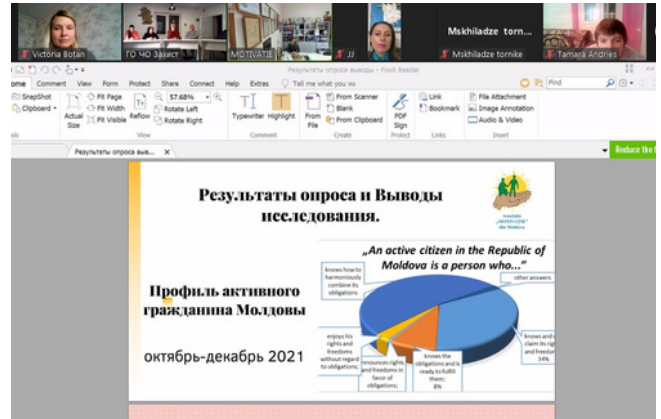 Victoria Boțan
ГО ЧО Захист
MOTIVATIE
JJ
Mskhiladze torn...
Mskhiladze tornike
Tamara Andries
Результаты опроса выводы - Foxit Reader
ome Comment View Form Protect Share Connect Help Extras Tell me what you
Find
SnapShot
Clipboard
Actual Size
Fit Page
Fit Width
Fit Visible
Reflow
57.68%
Rotate Left
Rotate Right
View
Typewriter
Highlight
Comment
From File
From Scanner
Blank
From Clipboard
Create
PDF Sign
Protect
Link
Bookmark
Links
File Attachment
Image Annotation
Audio & Video
Insert
Результаты опроса выв...
Reduce the
Результаты опроса и Выводы
исследования.
"MOTIVATIE"
din Moldova
Профиль активного
гражданина Молдовы
октябрь-декабрь 2021
„An active citizen in the Republic of
Moldova is a person who..."
knows how to
harmoniously
combine its
obligations
other answers
enjoys his
rights and
freedoms
without regard
to obligations;
renounces rights
and freedoms in
favor of
obligations;
knows the
obligations and is
ready to fulfill
them;
8%
knows and
claim its
and freedom
34%